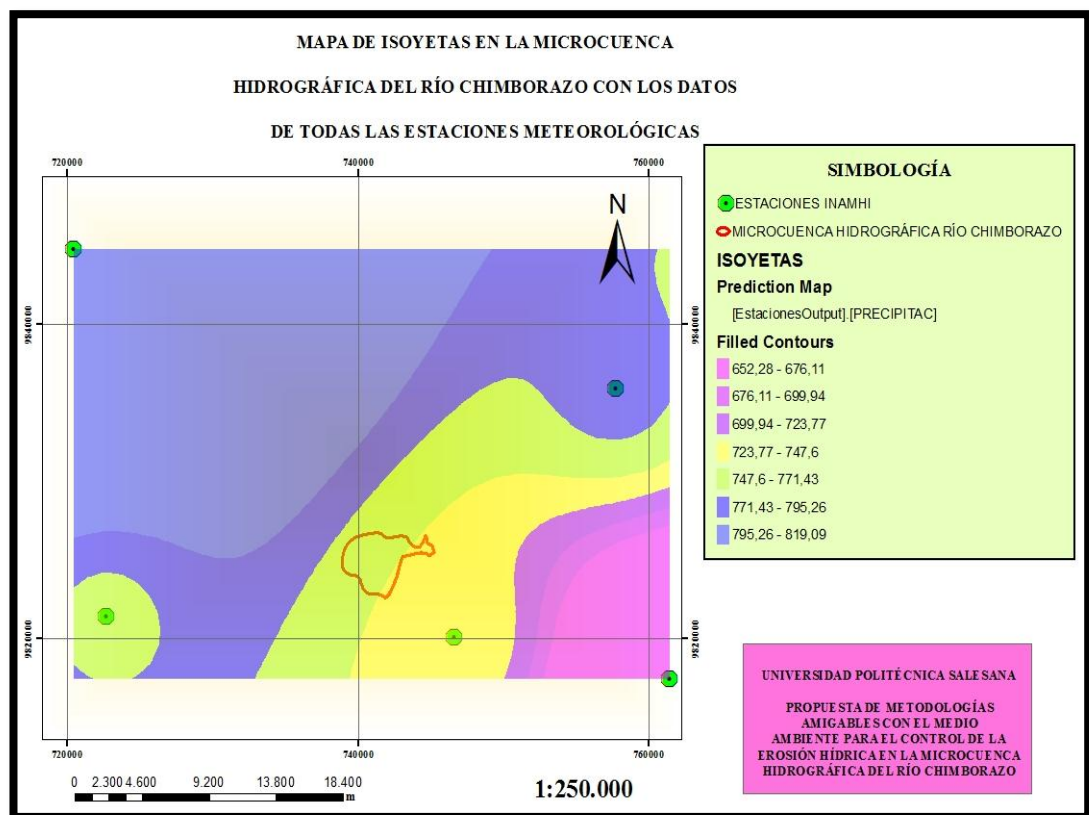 MAPA DE ISOYETAS EN LA MICROCUENCA
HIDROGRÁFICA DEL RÍO CHIMBORAZO CON LOS DATOS
DE TODAS LAS ESTACIONES METEOROLÓGICAS
720000 740000 760000
N
9840000 9840000
9820000 9820000
720000 740000 760000
0 2.300 4.600 9.200 13.800 18.400
m
1:250.000
SIMBOLOGÍA
ESTACIONES INAMHI
MICROCUENCA HIDROGRÁFICA RÍO CHIMBORAZO
ISOYETAS
Prediction Map
[EstacionesOutput].[PRECIPITAC]
Filled Contours
652,28 - 676,11
676,11 - 699,94
699,94 - 723,77
723,77 - 747,6
747,6 - 771,43
771,43 - 795,26
795,26 - 819,09
UNIVERSIDAD POLITÉCNICA SALESANA
PROPUESTA DE METODOLOGÍAS
AMIGABLES CON EL MEDIO
AMBIENTE PARA EL CONTROL DE LA
EROSIÓN HÍDRICA EN LA MICROCUENCA
HIDROGRÁFICA DEL RÍO CHIMBORAZO